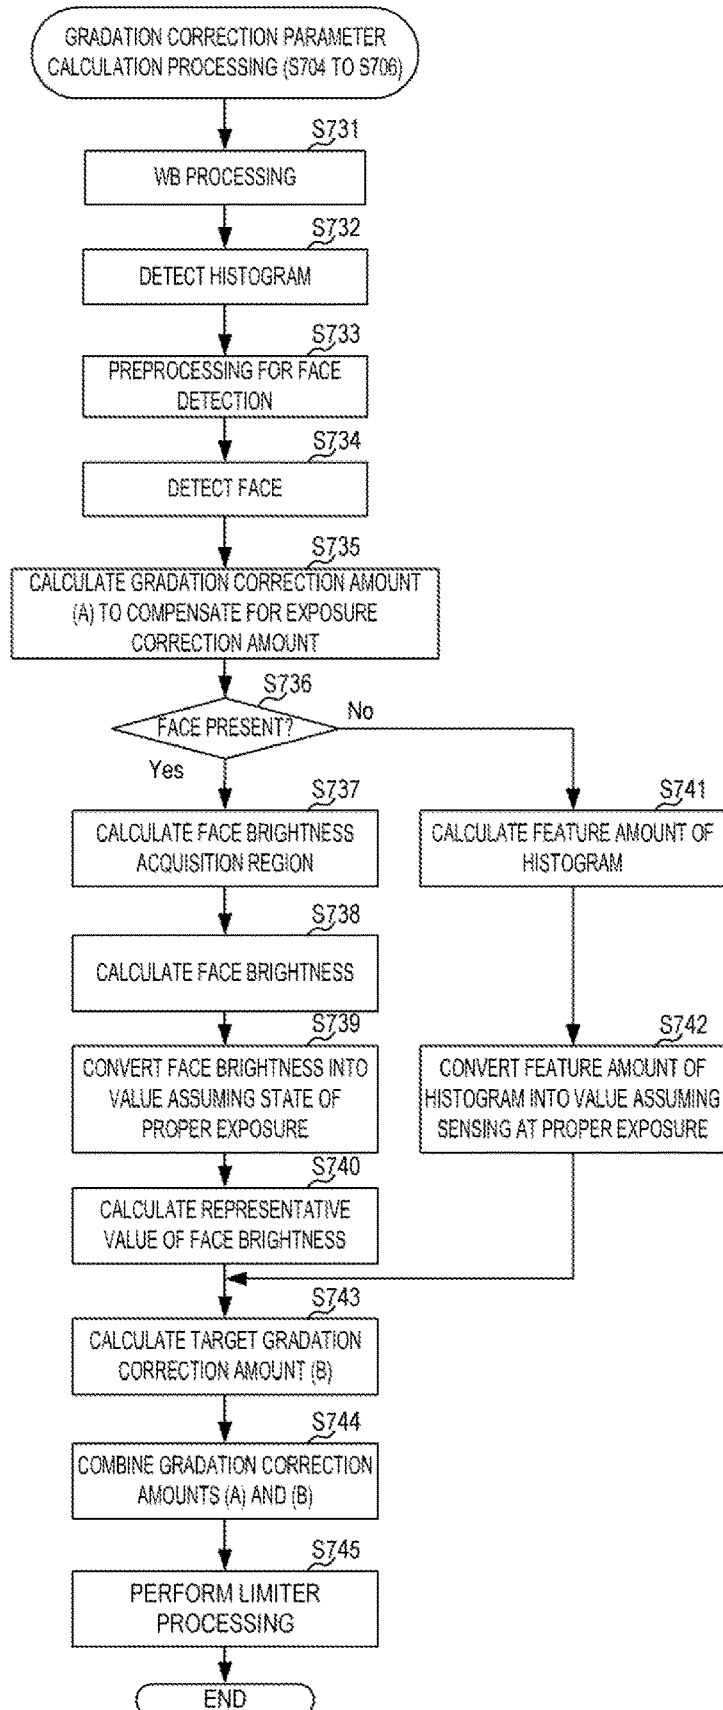 GRADATION CORRECTION PARAMETER
CALCULATION PROCESSING (S704 TO S706)
S731
WB PROCESSING
S732
DETECT HISTOGRAM
S733
PREPROCESSING FOR FACE
DETECTION
S734
DETECT FACE
S735
CALCULATE GRADATION CORRECTION AMOUNT
(A) TO COMPENSATE FOR EXPOSURE
CORRECTION AMOUNT
S736
FACE PRESENT?
No
Yes
S737
CALCULATE FACE BRIGHTNESS
ACQUISITION REGION
S741
CALCULATE FEATURE AMOUNT OF
HISTOGRAM
S738
CALCULATE FACE BRIGHTNESS
S739
CONVERT FACE BRIGHTNESS INTO
VALUE ASSUMING STATE OF
PROPER EXPOSURE
S742
CONVERT FEATURE AMOUNT OF
HISTOGRAM INTO VALUE ASSUMING
SENSING AT PROPER EXPOSURE
S740
CALCULATE REPRESENTATIVE
VALUE OF FACE BRIGHTNESS
S743
CALCULATE TARGET GRADATION
CORRECTION AMOUNT (B)
S744
COMBINE GRADATION CORRECTION
AMOUNTS (A) AND (B)
S745
PERFORM LIMITER
PROCESSING
END